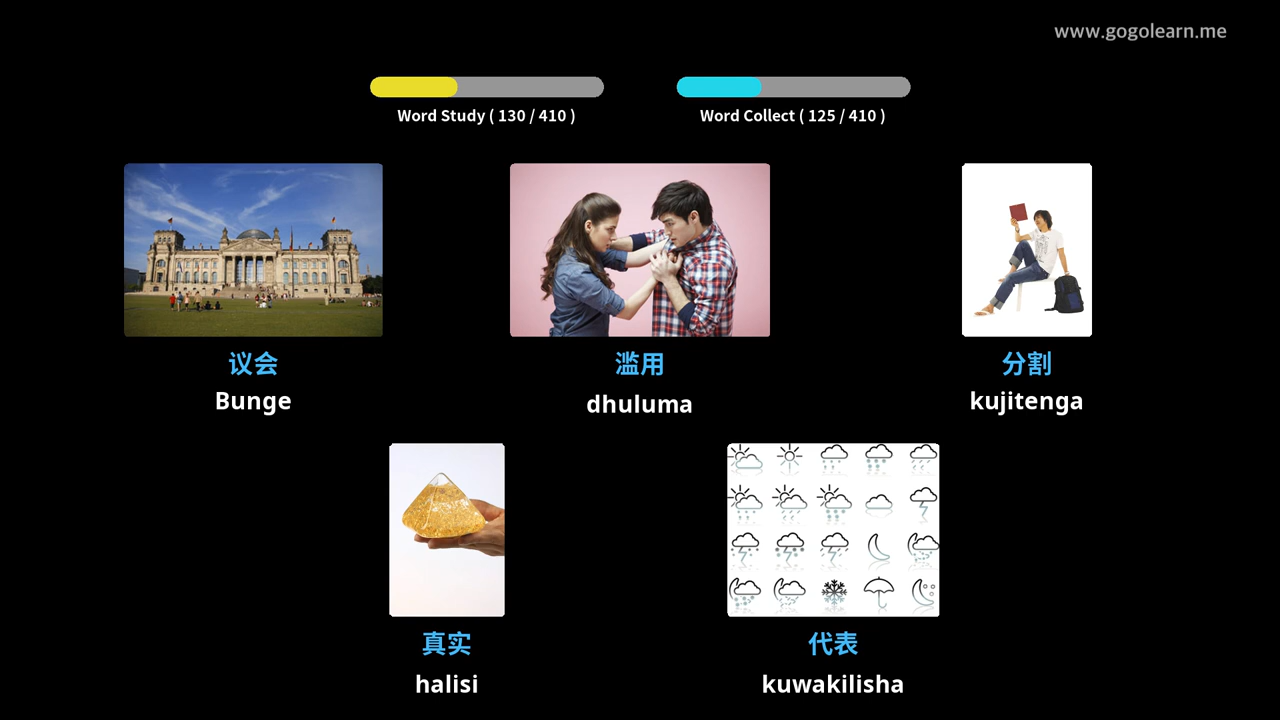 www.gogolearn.me
Word Study ( 130 / 410 )
Word Collect ( 125 / 410 )
议会
Bunge
滥用
dhuluma
分割
kujitenga
真实
halisi
代表
kuwakilisha